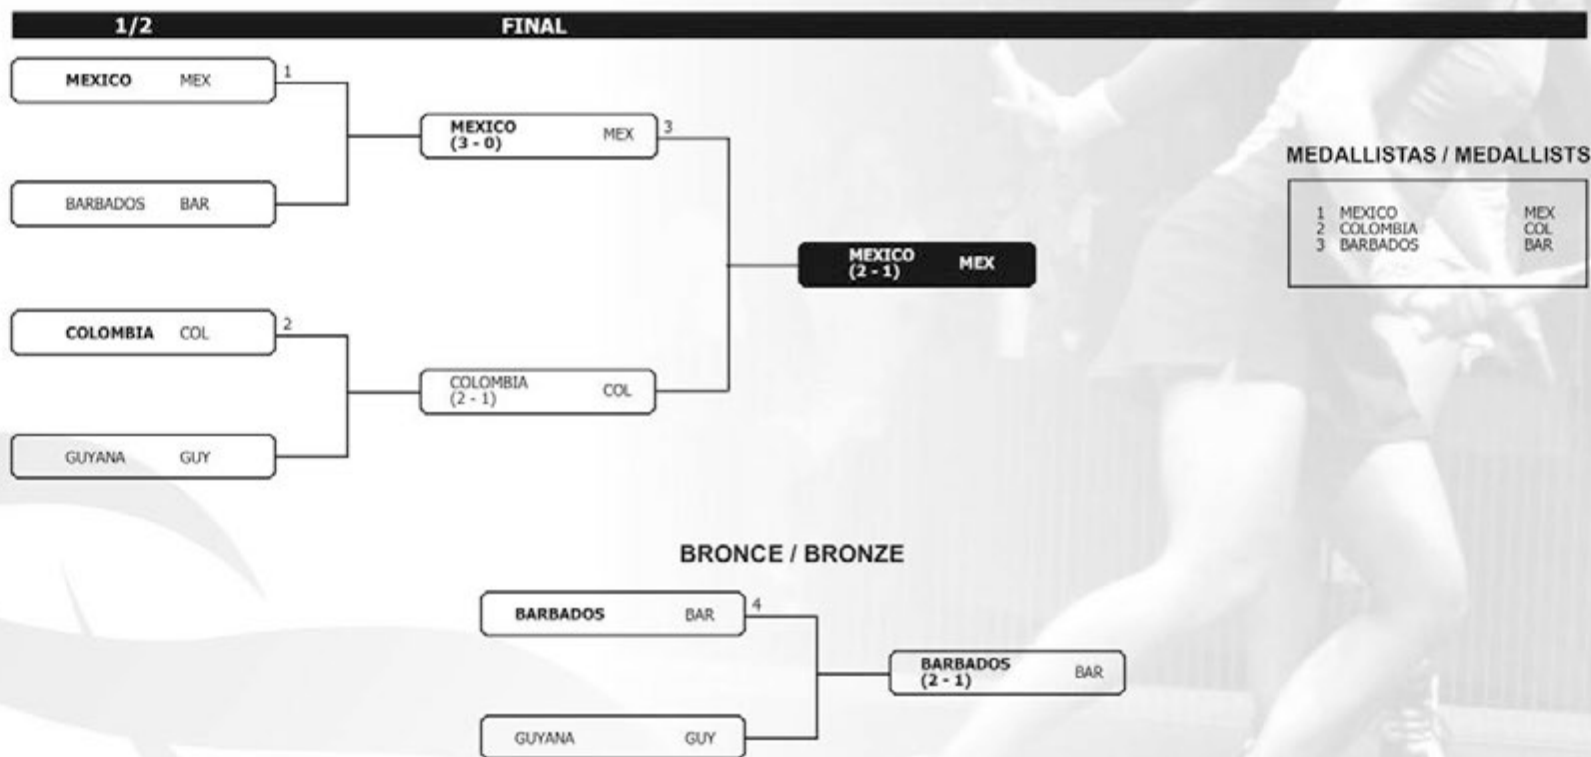 1/2 FINAL
MEXICO MEX 1
MEXICO MEX 3
(3 - 0)
BARBADOS BAR
MEXICO MEX
(2 - 1)
COLOMBIA COL 2
COLOMBIA COL
(2 - 1)
GUYANA GUY
MEDALLISTAS / MEDALLISTS
1 MEXICO MEX
2 COLOMBIA COL
3 BARBADOS BAR
BRONCE / BRONZE
BARBADOS BAR 4
BARBADOS BAR
(2 - 1)
GUYANA GUY